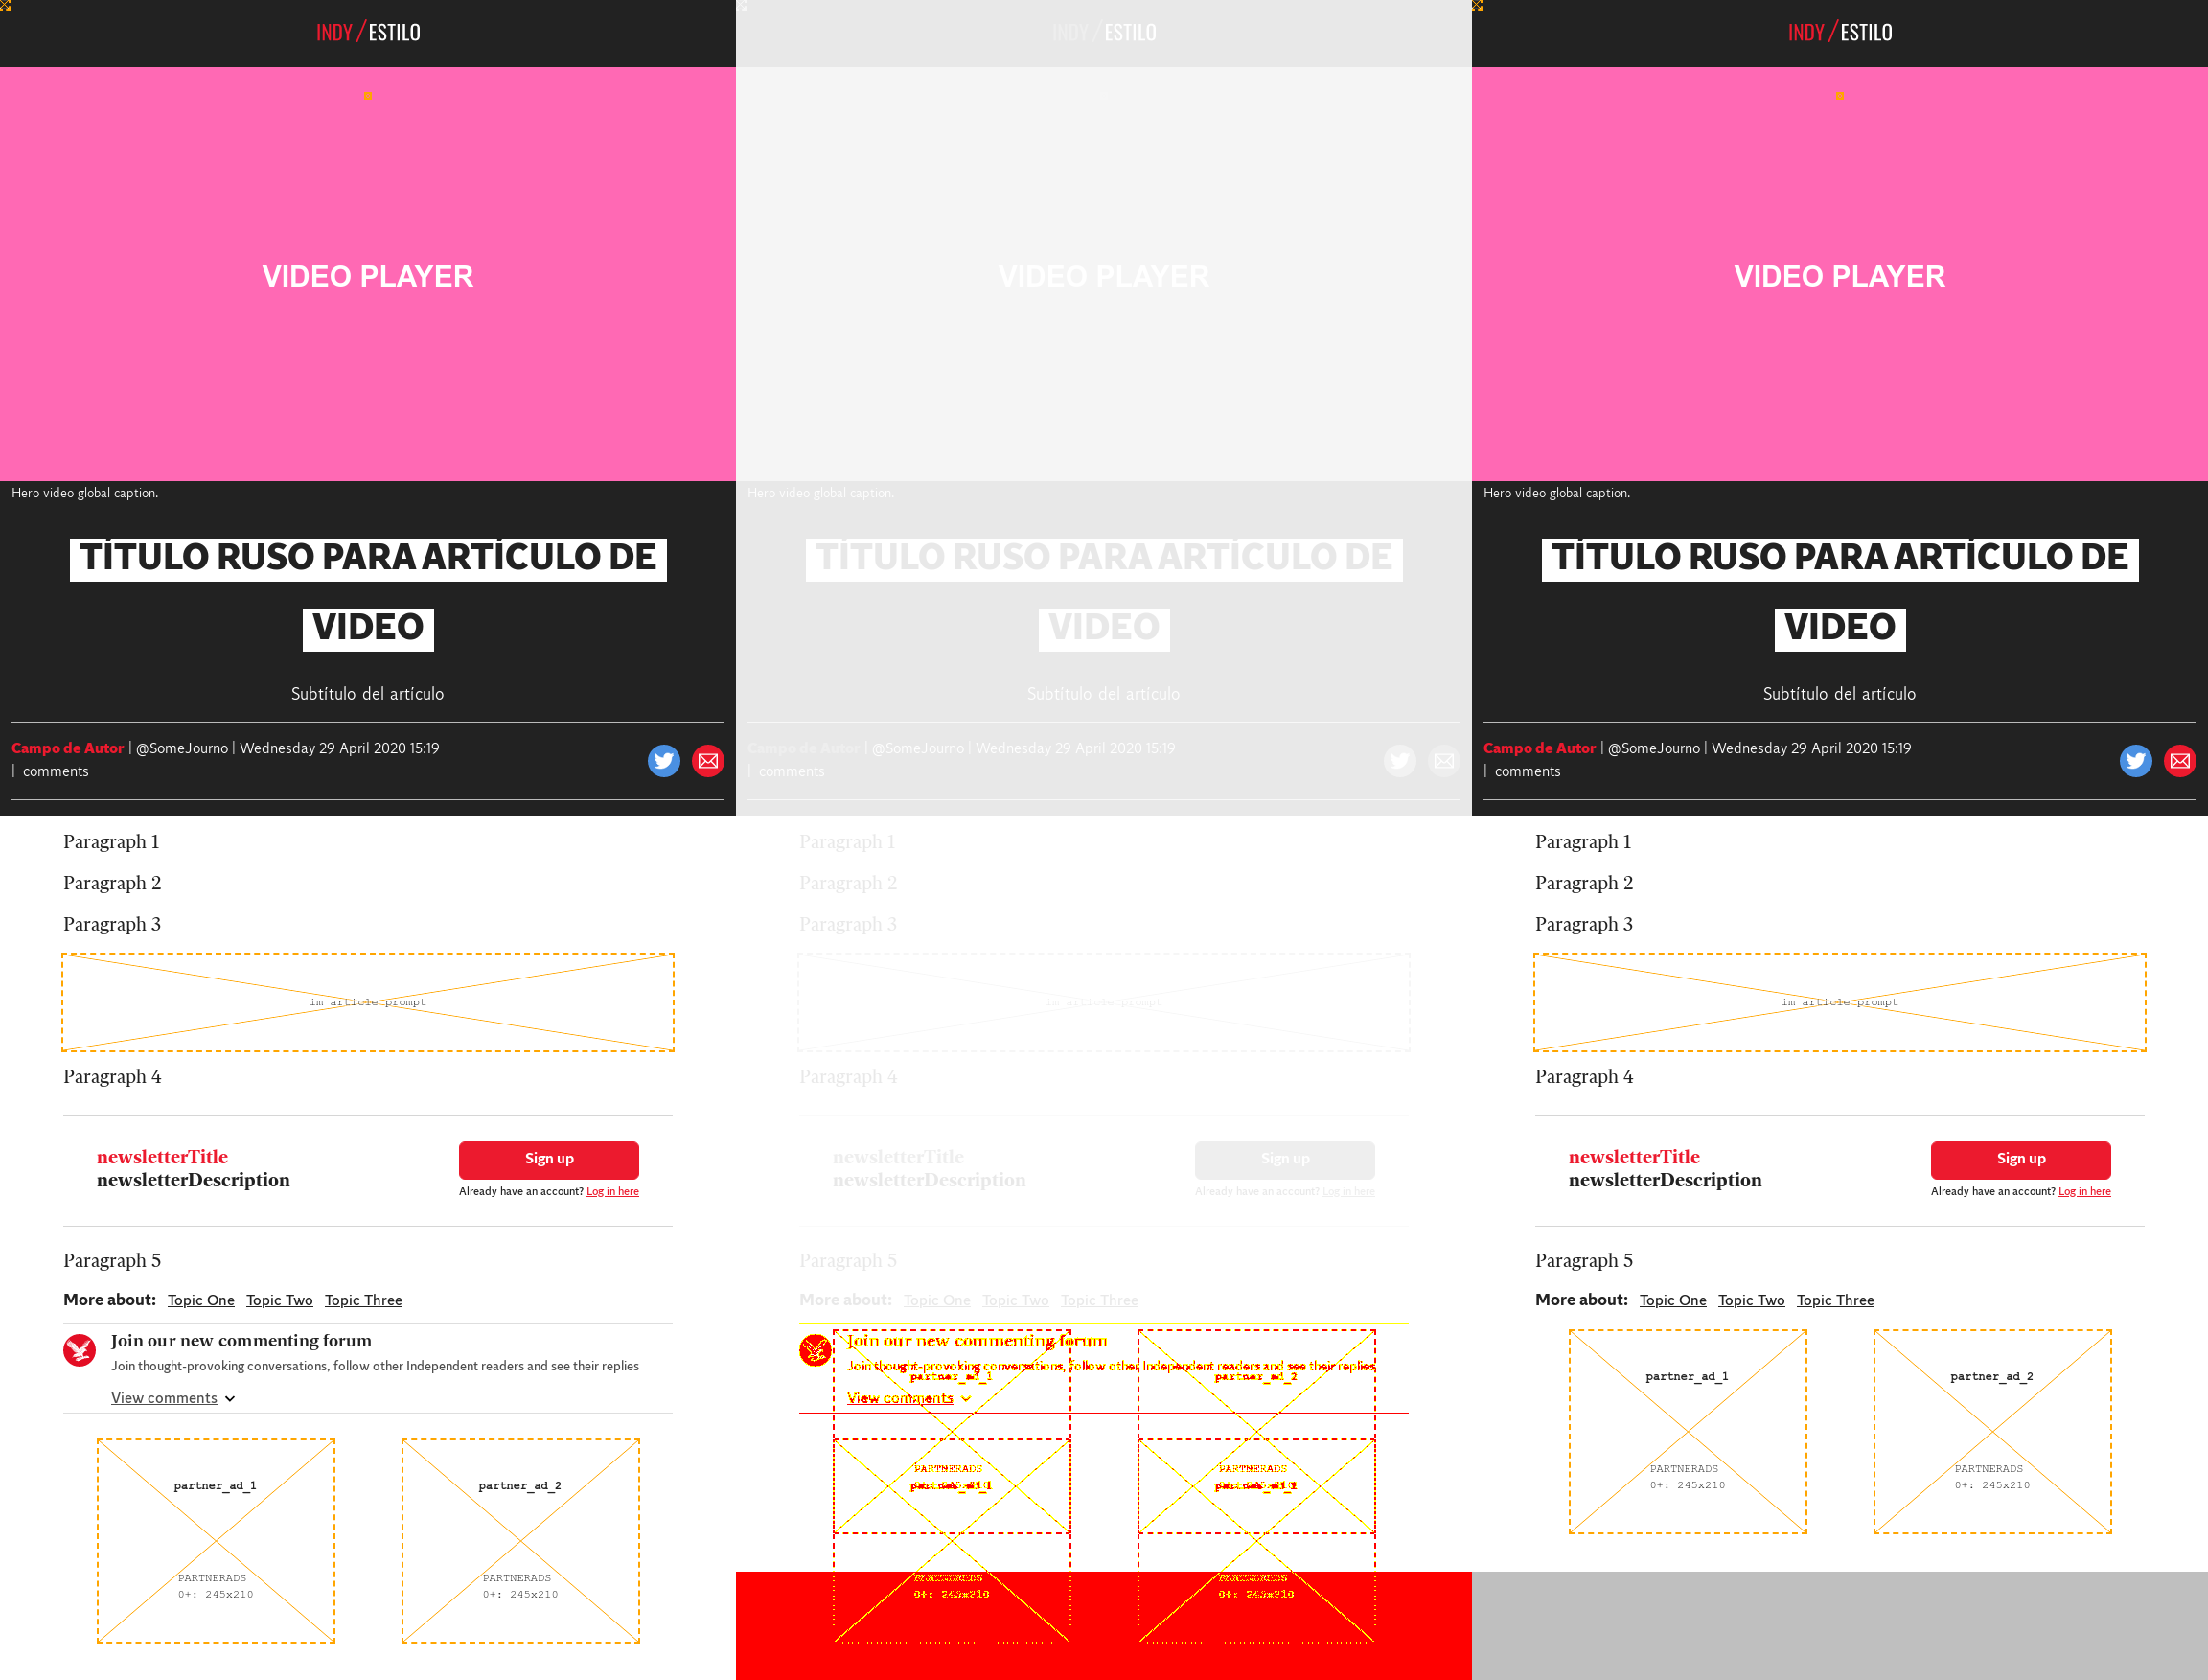 INDY/ESTILO
VIDEO PLAYER
Hero video global caption.
TÍTULO RUSO PARA ARTÍCULO DE
VIDEO
Subtítulo del artículo
Campo de Autor | @SomeJourno | Wednesday 29 April 2020 15:19
| comments
Paragraph 1
Paragraph 2
Paragraph 3
im article prompt
Paragraph 4
newsletterTitle
newsletterDescription
Sign up
Already have an account? Log in here
Paragraph 5
More about: Topic One Topic Two Topic Three
Join our new commenting forum
Join thought-provoking conversations, follow other Independent readers and see their replies
View comments
partner_ad_1
PARTNERADS
0+: 245x210
partner_ad_2
PARTNERADS
0+: 245x210
INDY/ESTILO
VIDEO PLAYER
Hero video global caption.
TÍTULO RUSO PARA ARTÍCULO DE
VIDEO
Subtítulo del artículo
Campo de Autor | @SomeJourno | Wednesday 29 April 2020 15:19
| comments
Paragraph 1
Paragraph 2
Paragraph 3
im article prompt
Paragraph 4
newsletterTitle
newsletterDescription
Sign up
Already have an account? Log in here
Paragraph 5
More about: Topic One Topic Two Topic Three
Join our new commenting forum
Join thought-provoking conversations, follow other Independent readers and see their replies
partner_ad_1
partner_ad_2
View comments
PARTNERADS
PARTNERADS
partner_ad_1
partner_ad_2
PARTNERADS
0+: 245x210
PARTNERADS
0+: 245x210
INDY/ESTILO
VIDEO PLAYER
Hero video global caption.
TÍTULO RUSO PARA ARTÍCULO DE
VIDEO
Subtítulo del artículo
Campo de Autor | @SomeJourno | Wednesday 29 April 2020 15:19
| comments
Paragraph 1
Paragraph 2
Paragraph 3
im article prompt
Paragraph 4
newsletterTitle
newsletterDescription
Sign up
Already have an account? Log in here
Paragraph 5
More about: Topic One Topic Two Topic Three
partner_ad_1
PARTNERADS
0+: 245x210
partner_ad_2
PARTNERADS
0+: 245x210